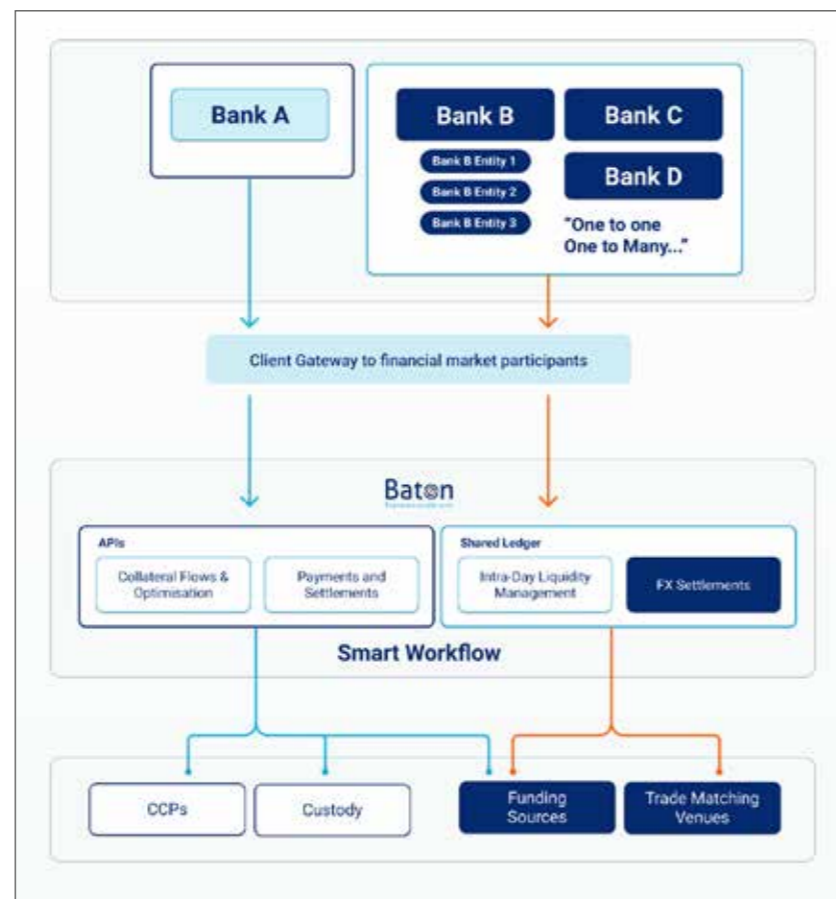 Bank A
Bank B
Bank C
Bank B Entity 1
Bank B Entity 2
Bank B Entity 3
Bank D
"One to one
One to Many..."
Client Gateway to financial market participants
Baton
APIs
Collateral Flows &
Optimisation
Payments and
Settlements
Shared Ledger
Intra-Day Liquidity
Management
FX Settlements
Smart Workflow
CCPs
Custody
Funding
Sources
Trade Matching
Venues